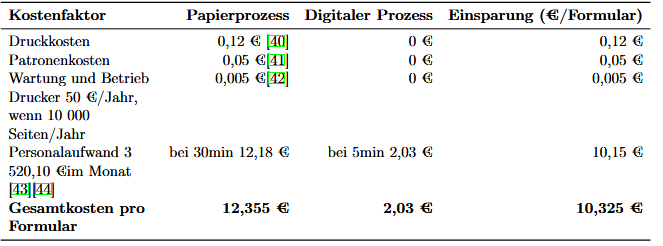 Kostenfaktor Papierprozess Digitaler Prozess Einsparung (€/Formular)
Druckkosten 0,12 € [40] 0 € 0,12 €
Patronenkosten 0,05 €[41] 0 € 0,05 €
Wartung und Betrieb 0,005 €[42] 0 € 0,005 €
Drucker 50 €/Jahr,
wenn 10 000
Seiten/Jahr
Personalaufwand 3 bei 30min 12,18 € bei 5min 2,03 € 10,15 €
520,10 €im Monat
[43][44]
Gesamtkosten pro 12,355 € 2,03 € 10,325 €
Formular